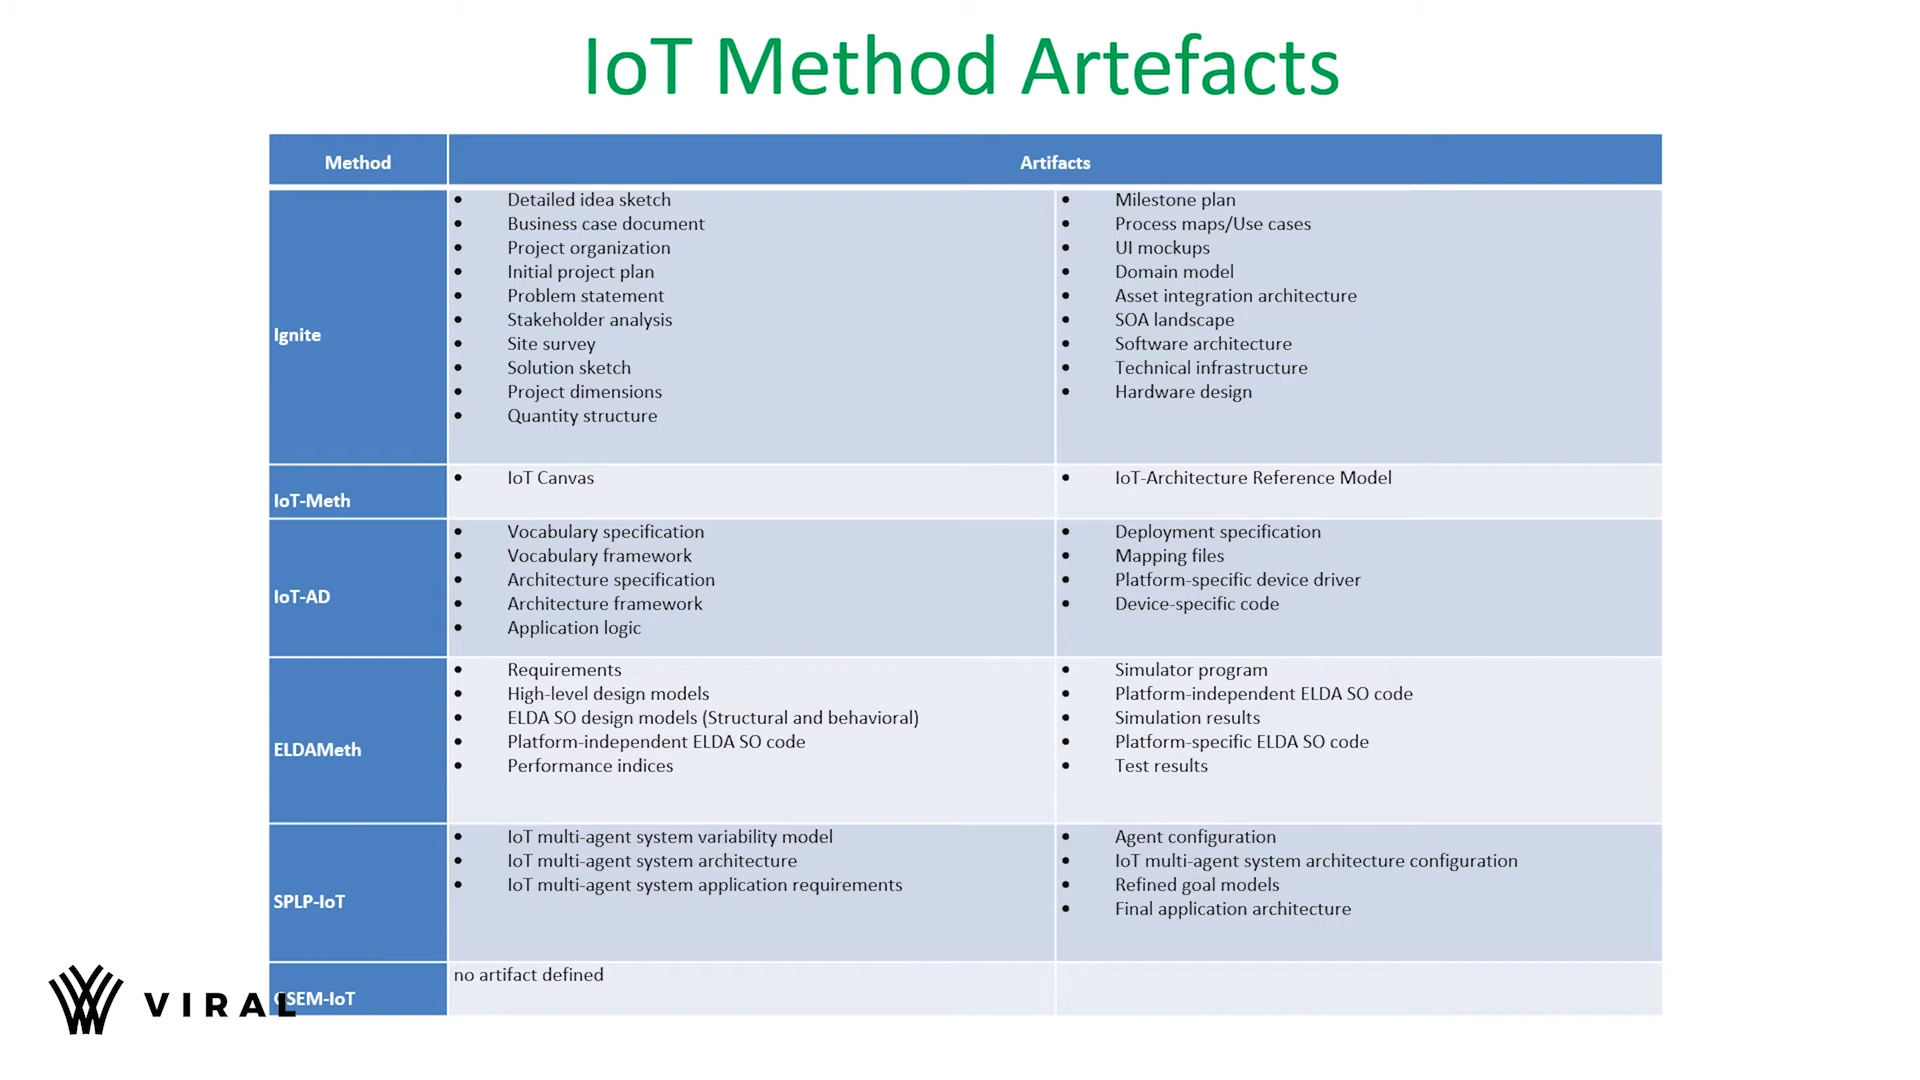 IoT Method Artefacts
Method
Artifacts
Ignite
• Detailed idea sketch
• Business case document
• Project organization
• Initial project plan
• Problem statement
• Stakeholder analysis
• Site survey
• Solution sketch
• Project dimensions
• Quantity structure
• Milestone plan
• Process maps/Use cases
• UI mockups
• Domain model
• Asset integration architecture
• SOA landscape
• Software architecture
• Technical infrastructure
• Hardware design
IoT-Meth
• IoT Canvas
• IoT-Architecture Reference Model
IoT-AD
• Vocabulary specification
• Vocabulary framework
• Architecture specification
• Architecture framework
• Application logic
• Deployment specification
• Mapping files
• Platform-specific device driver
• Device-specific code
ELDAMeth
• Requirements
• High-level design models
• ELDA SO design models (Structural and behavioral)
• Platform-independent ELDA SO code
• Performance indices
• Simulator program
• Platform-independent ELDA SO code
• Simulation results
• Platform-specific ELDA SO code
• Test results
SPLP-IoT
• IoT multi-agent system variability model
• IoT multi-agent system architecture
• IoT multi-agent system application requirements
• Agent configuration
• IoT multi-agent system architecture configuration
• Refined goal models
• Final application architecture
no artifact defined
VIRAL